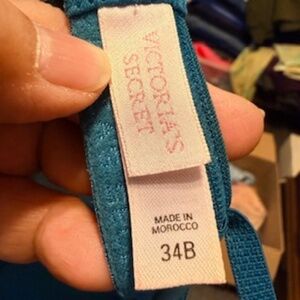 VICTORIA'S
SECRET
MADE IN
MOROCCO
34B